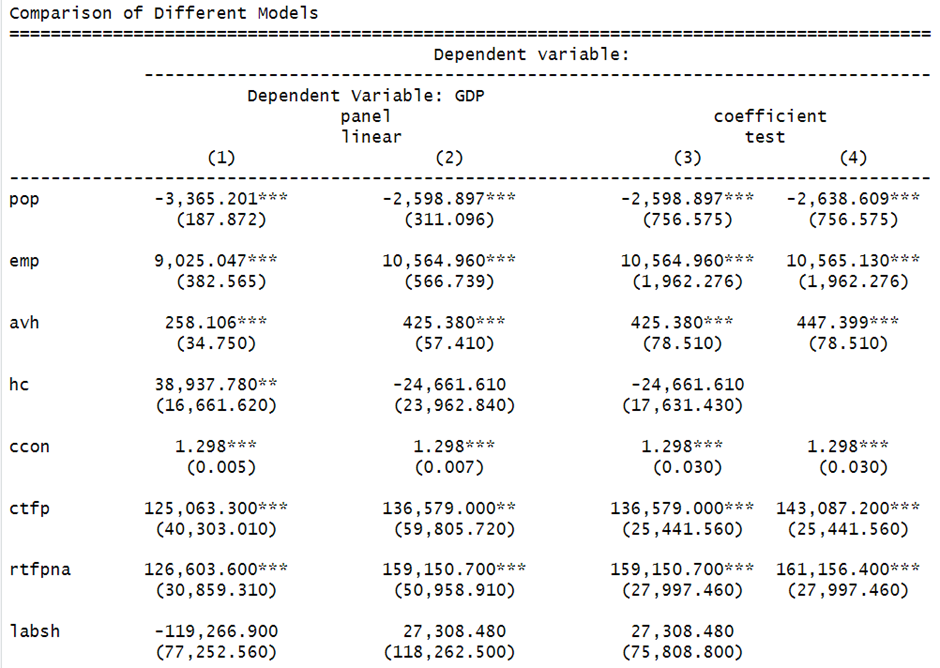 Comparison of Different Models
==========================================================================================
Dependent variable:
-----------------------------------------------------------------------------
Dependent Variable: GDP
panel coefficient
linear test
(1) (2) (3) (4)
------------------------------------------------------------------------------------------
pop -3,365.201*** -2,598.897*** -2,598.897*** -2,638.609***
(187.872) (311.096) (756.575) (756.575)
emp 9,025.047*** 10,564.960*** 10,564.960*** 10,565.130***
(382.565) (566.739) (1,962.276) (1,962.276)
avh 258.106*** 425.380*** 425.380*** 447.399***
(34.750) (57.410) (78.510) (78.510)
hc 38,937.780** -24,661.610 -24,661.610
(16,661.620) (23,962.840) (17,631.430)
ccon 1.298*** 1.298*** 1.298*** 1.298***
(0.005) (0.007) (0.030) (0.030)
ctfp 125,063.300*** 136,579.000** 136,579.000*** 143,087.200***
(40,303.010) (59,805.720) (25,441.560) (25,441.560)
rtfpna 126,603.600*** 159,150.700*** 159,150.700*** 161,156.400***
(30,859.310) (50,958.910) (27,997.460) (27,997.460)
labsh -119,266.900 27,308.480 27,308.480
(77,252.560) (118,262.500) (75,808.800)